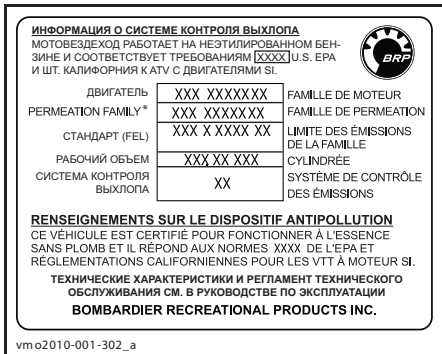 ИНФОРМАЦИЯ О СИСТЕМЕ КОНТРОЛЯ ВЫХЛОПА
МОТОВЕЗДЕХОД РАБОТАЕТ НА НЕЭТИЛИРОВАННОМ БЕН-
ЗИНЕ И СООТВЕТСТВУЕТ ТРЕБОВАНИЯМ XXXX U.S. EPA
И ШТ. КАЛИФОРНИЯ К ATV С ДВИГАТЕЛЯМИ SI.
BRP
ДВИГАТЕЛЬ XXX XXXXXXX FAMILLE DE MOTEUR
PERMEATION FAMILY* XXX XXXXXXX FAMILLE DE PERMEATION
СТАНДАРТ (FEL) XXX X XXXX XX LIMITE DES ÉMISSIONS
DE LA FAMILLE
РАБОЧИЙ ОБЪЕМ XXX, XX XXX CYLINDRÉE
СИСТЕМА КОНТРОЛЯ XX SYSTÈME DE CONTRÔLE
ВЫХЛОПА DES ÉMISSIONS
RENSEIGNEMENTS SUR LE DISPOSITIF ANTIPOLLUTION
CE VÉHICULE EST CERTIFIÉ POUR FONCTIONNER À L'ESSENCE
SANS PLOMB ET IL RÉPOND AUX NORMES XXXX DE L'EPA ET
RÉGLEMENTATIONS CALIFORNIENNES POUR LES VTT À MOTEUR SI.
ТЕХНИЧЕСКИЕ ХАРАКТЕРИСТИКИ И РЕГЛАМЕНТ ТЕХНИЧЕСКОГО
ОБСЛУЖИВАНИЯ СМ. В РУКОВОДСТВЕ ПО ЭКСПЛУАТАЦИИ
BOMBARDIER RECREATIONAL PRODUCTS INC.
vmo2010-001-302_a